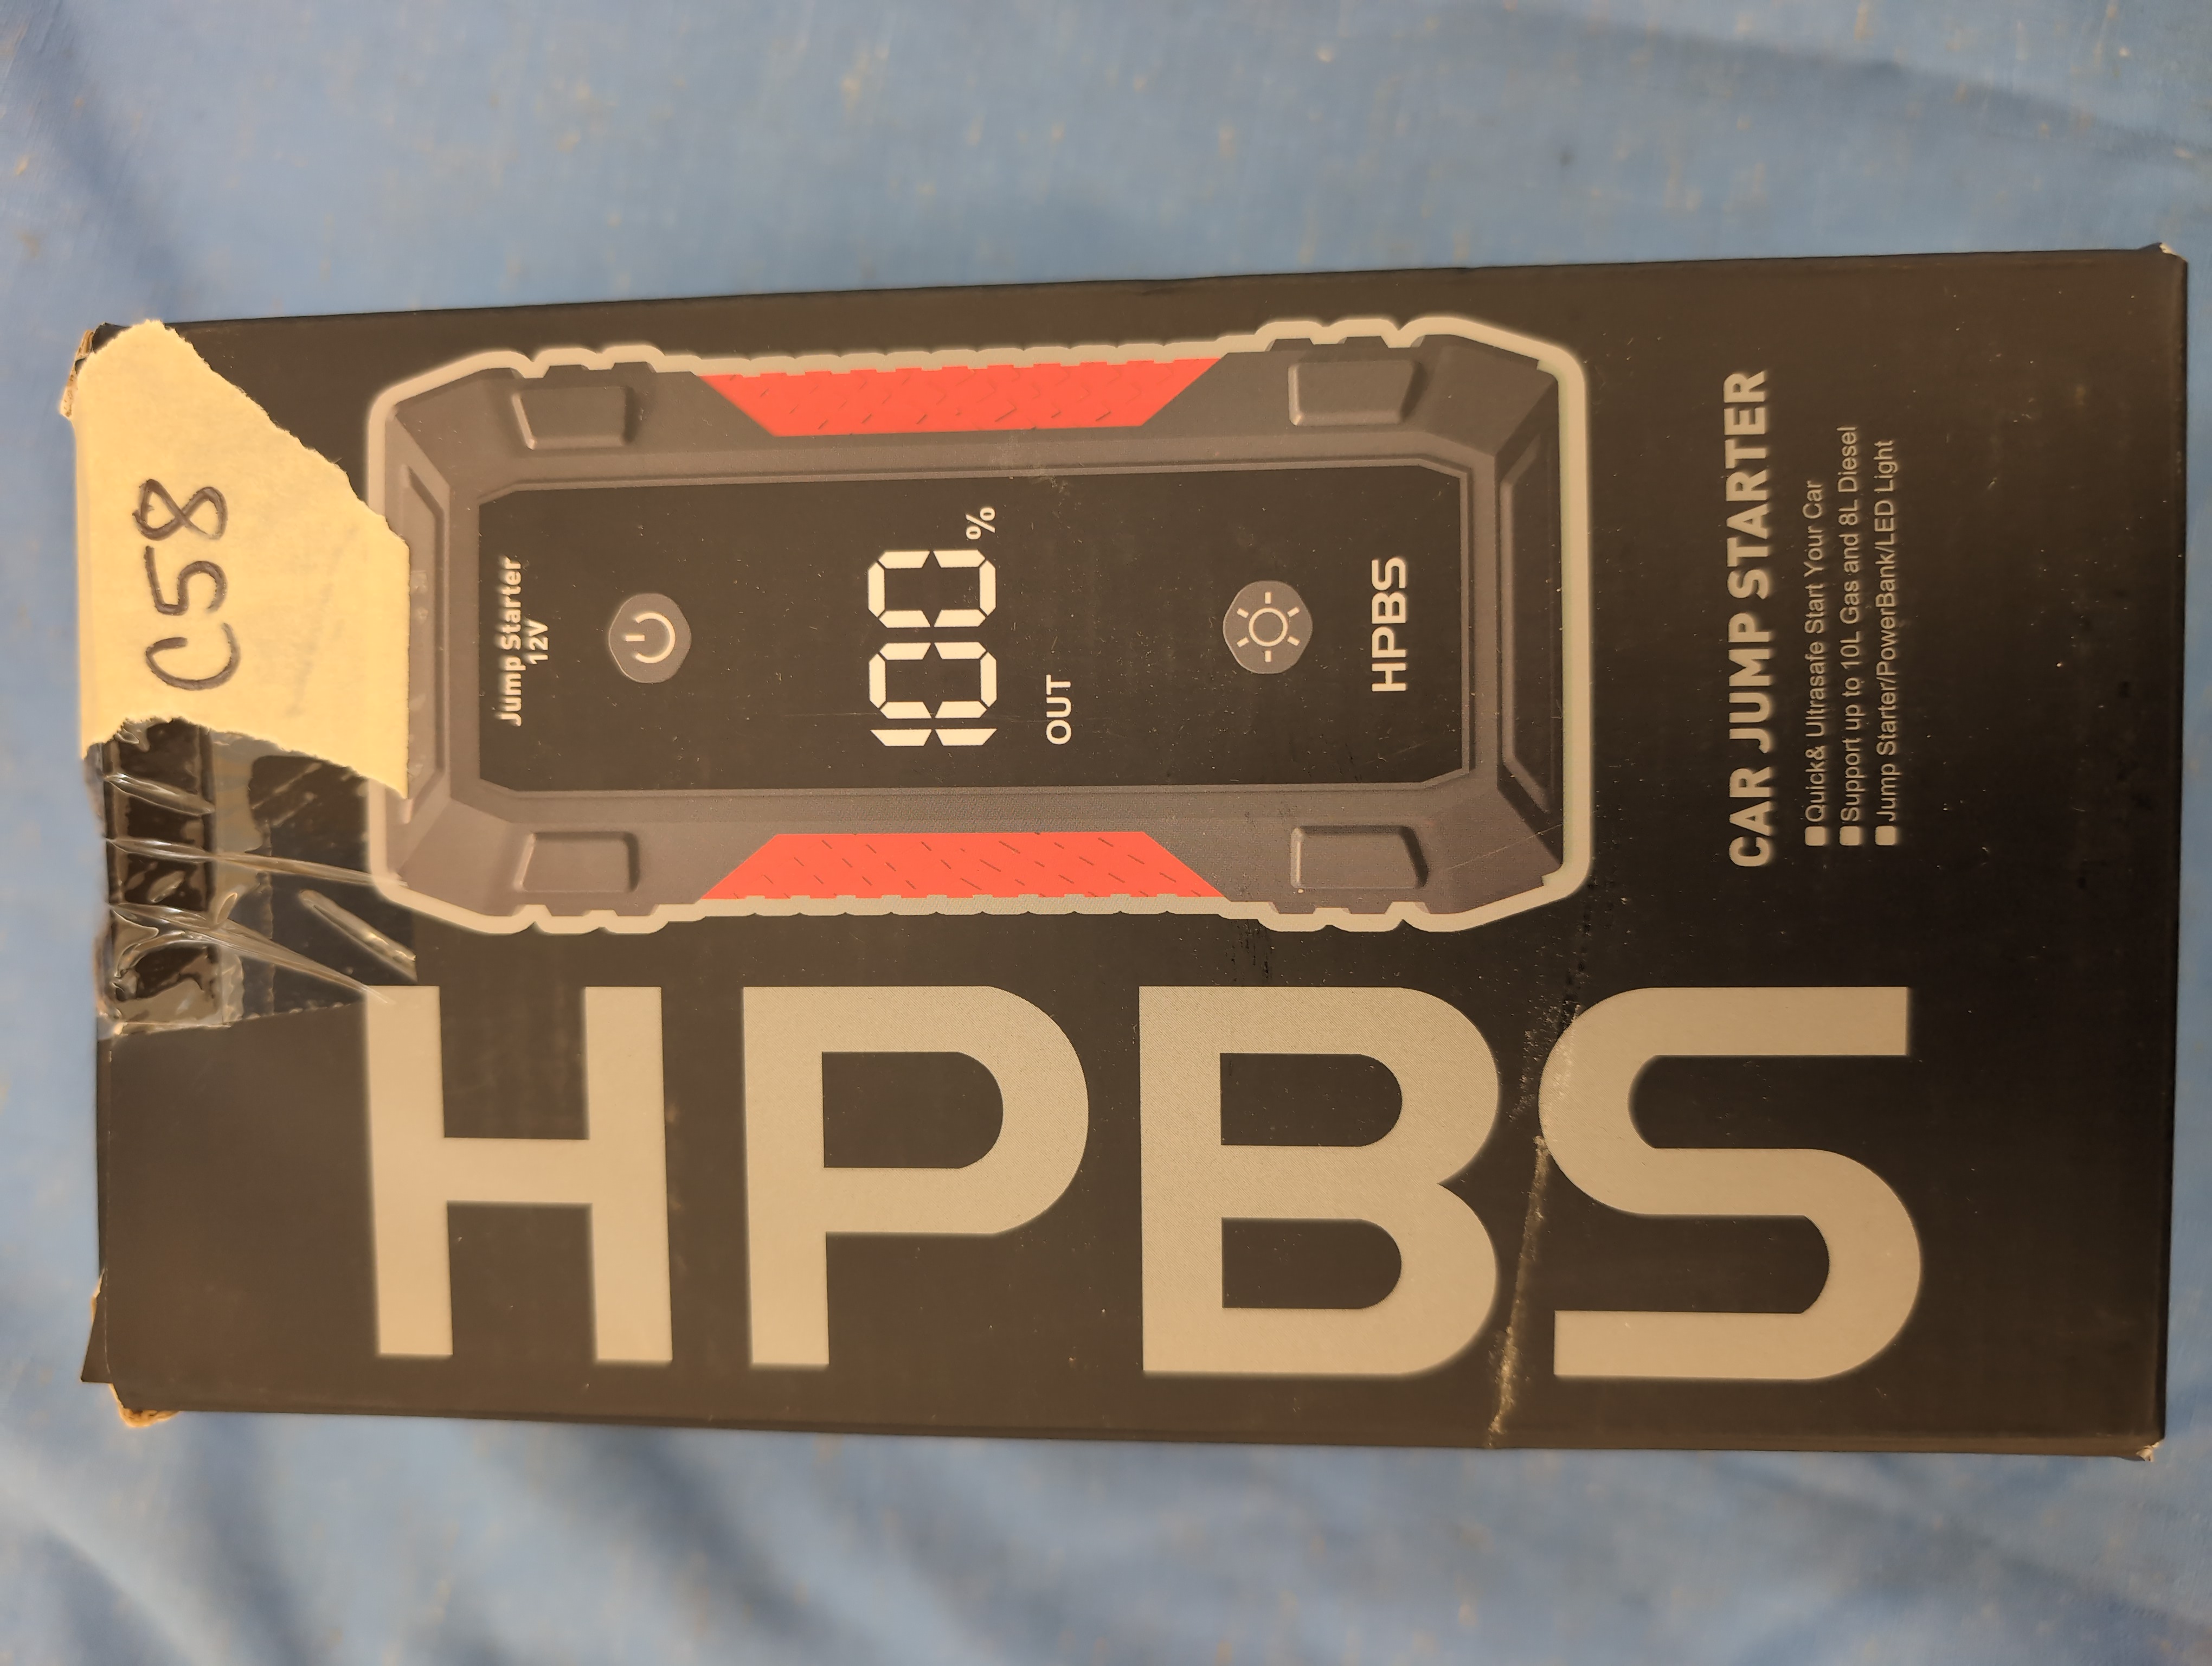 C58
Jump Starter
12V
100%
OUT
HPBS
HPBS
CAR JUMP STARTER
Quick& Ultrasafe Start Your Car
Support up to 10L Gas and 8L Diesel
Jump Starter/PowerBank/LED Light